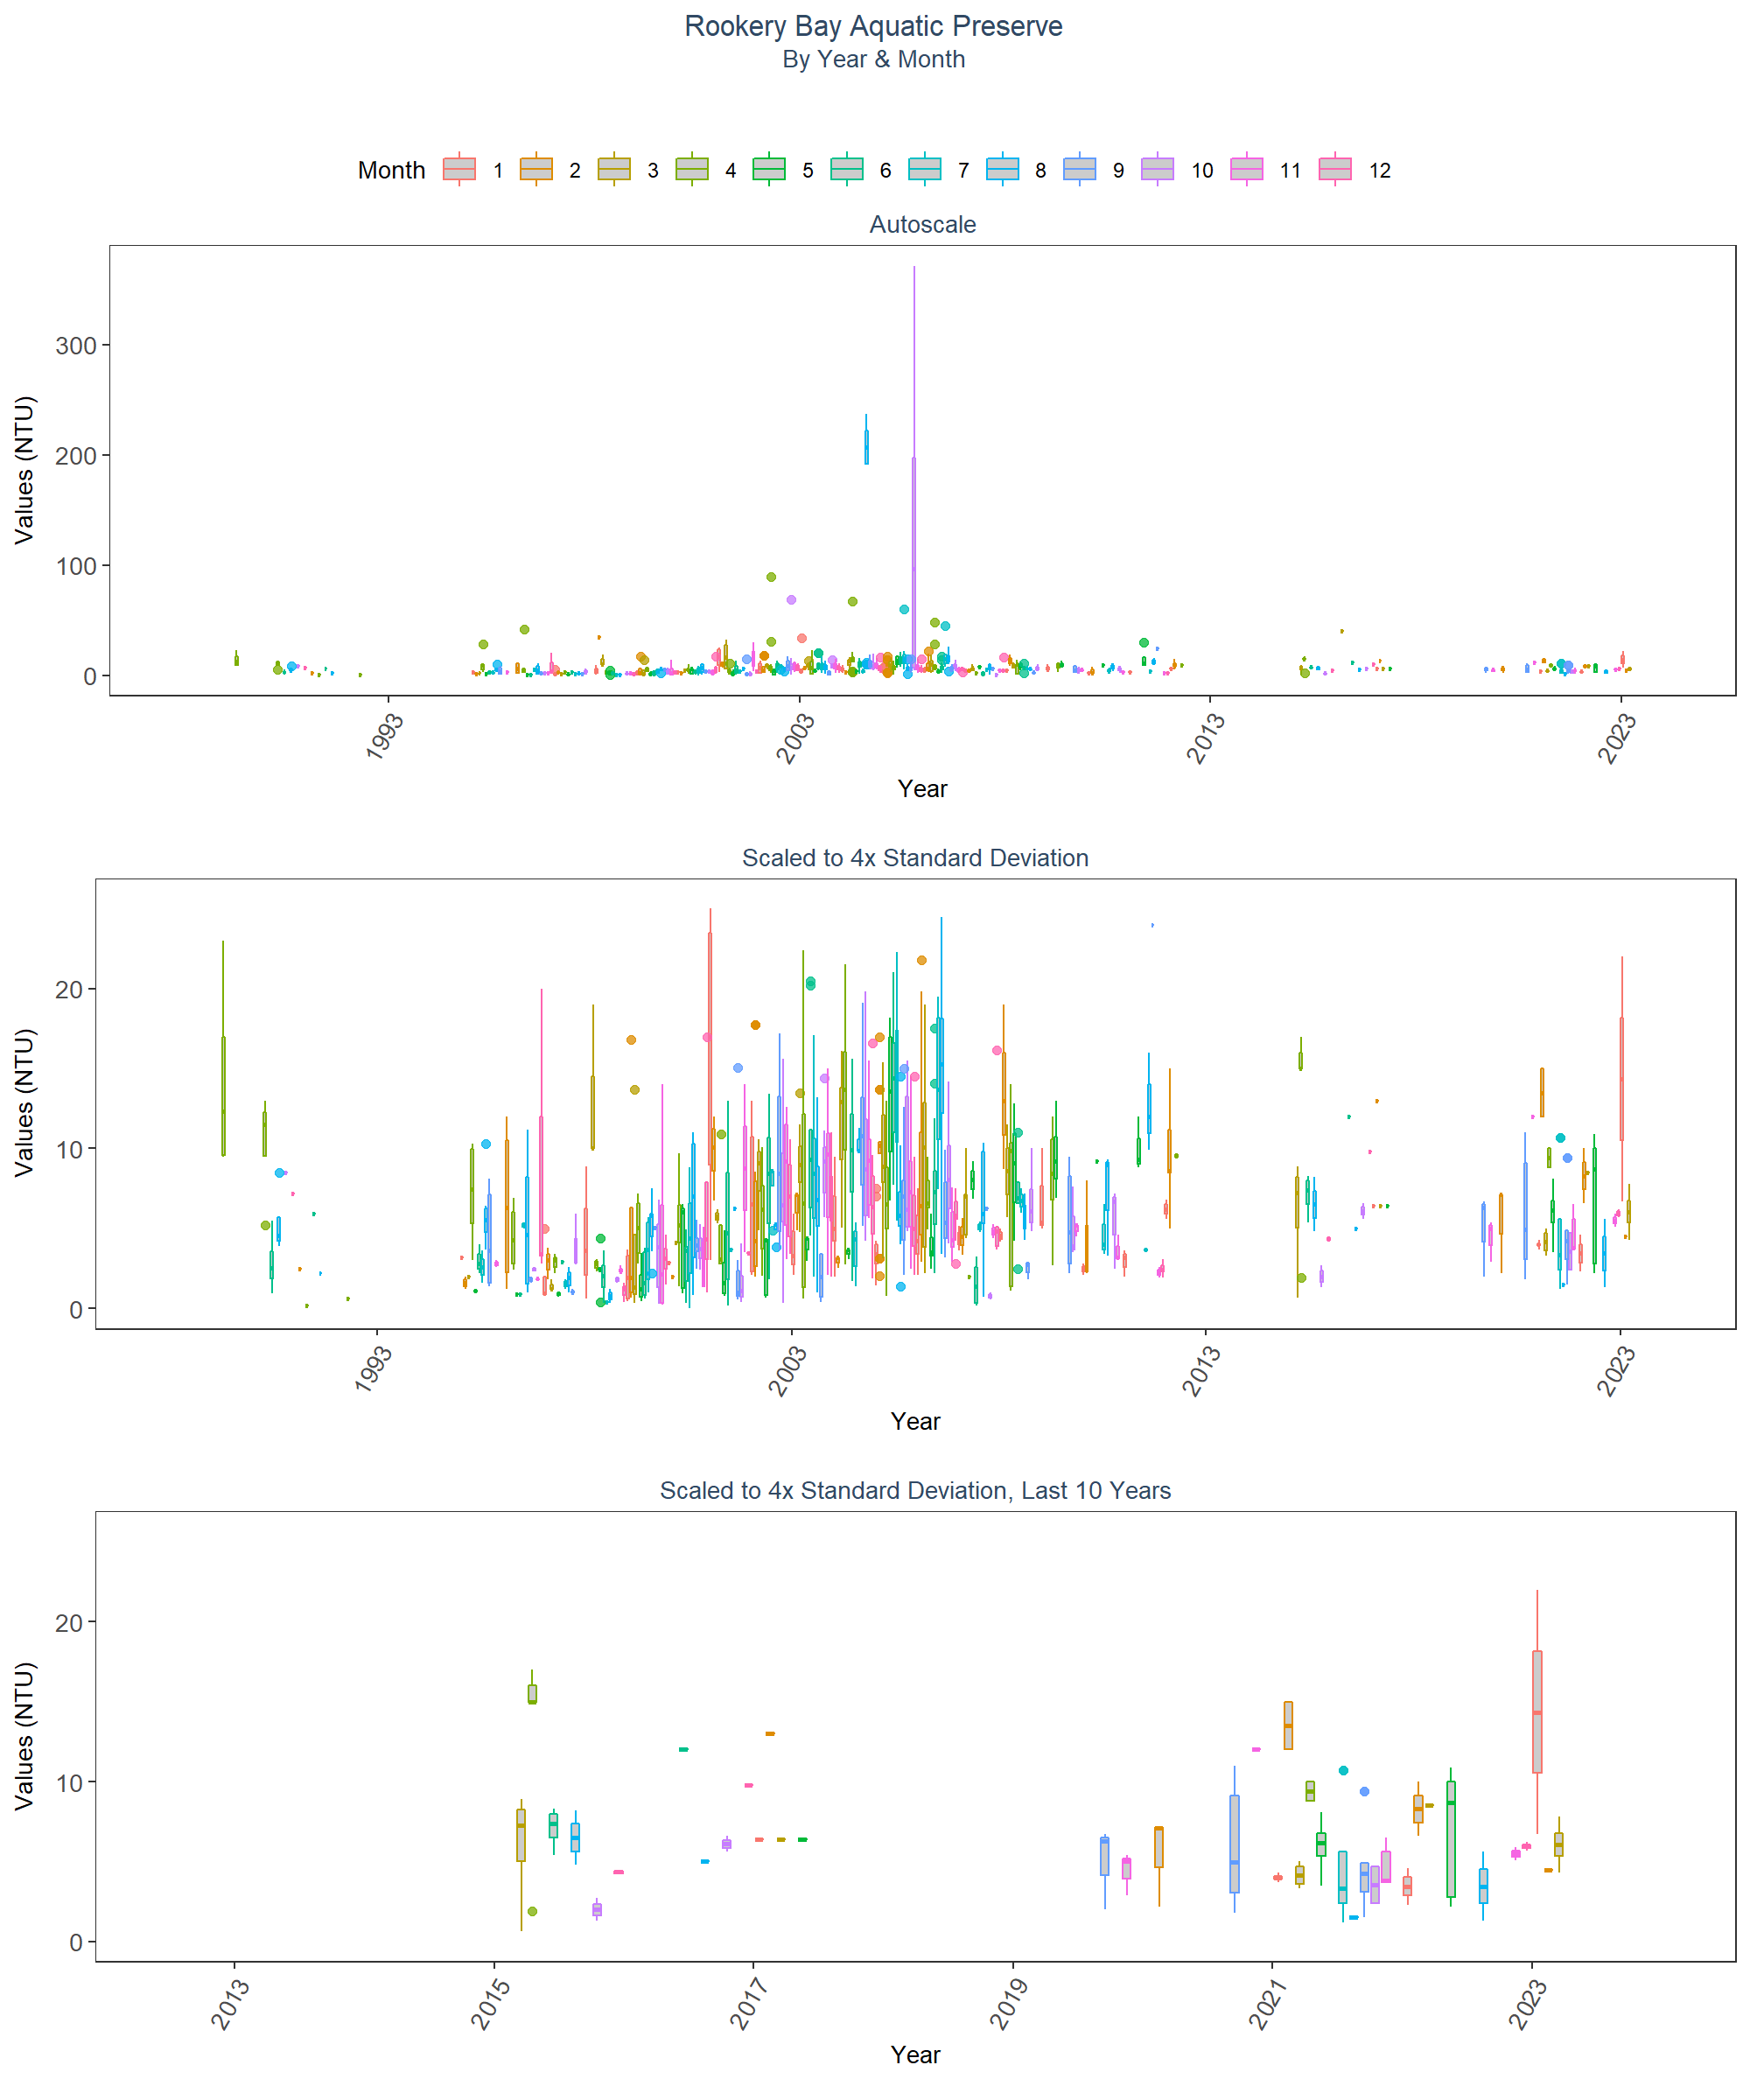 Rookery Bay Aquatic Preserve
By Year & Month
Month 1 2 3 4 5 6 7 8 9 10 11 12
Autoscale
Values (NTU)
300
200
100
0
1993 2003 2013 2023
Year
Scaled to 4x Standard Deviation
Values (NTU)
20
10
0
1993 2003 2013 2023
Year
Scaled to 4x Standard Deviation, Last 10 Years
Values (NTU)
20
10
0
2013 2015 2017 2019 2021 2023
Year